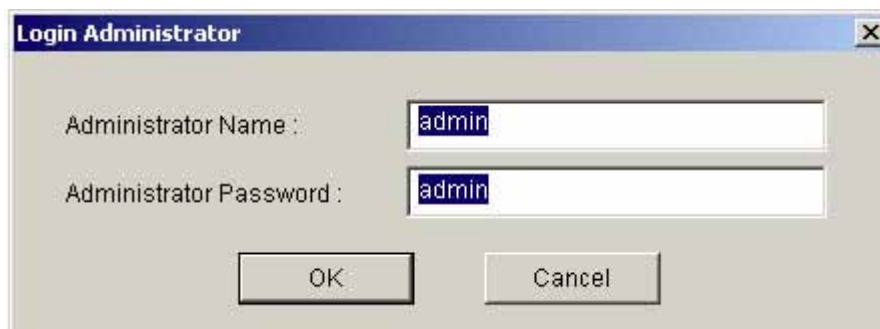 Login Administrator
Administrator Name : admin
Administrator Password : admin
OK Cancel